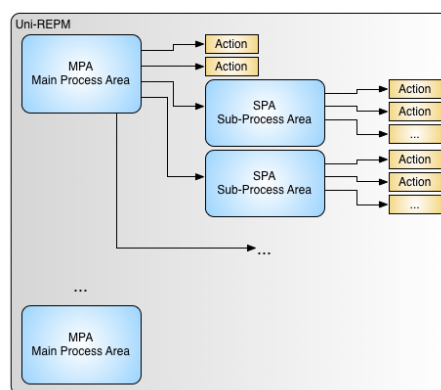 Uni-REPM
MPA
Main Process Area
Action
Action
SPA
Sub-Process Area
Action
Action
...
SPA
Sub-Process Area
Action
Action
...
...
...
MPA
Main Process Area